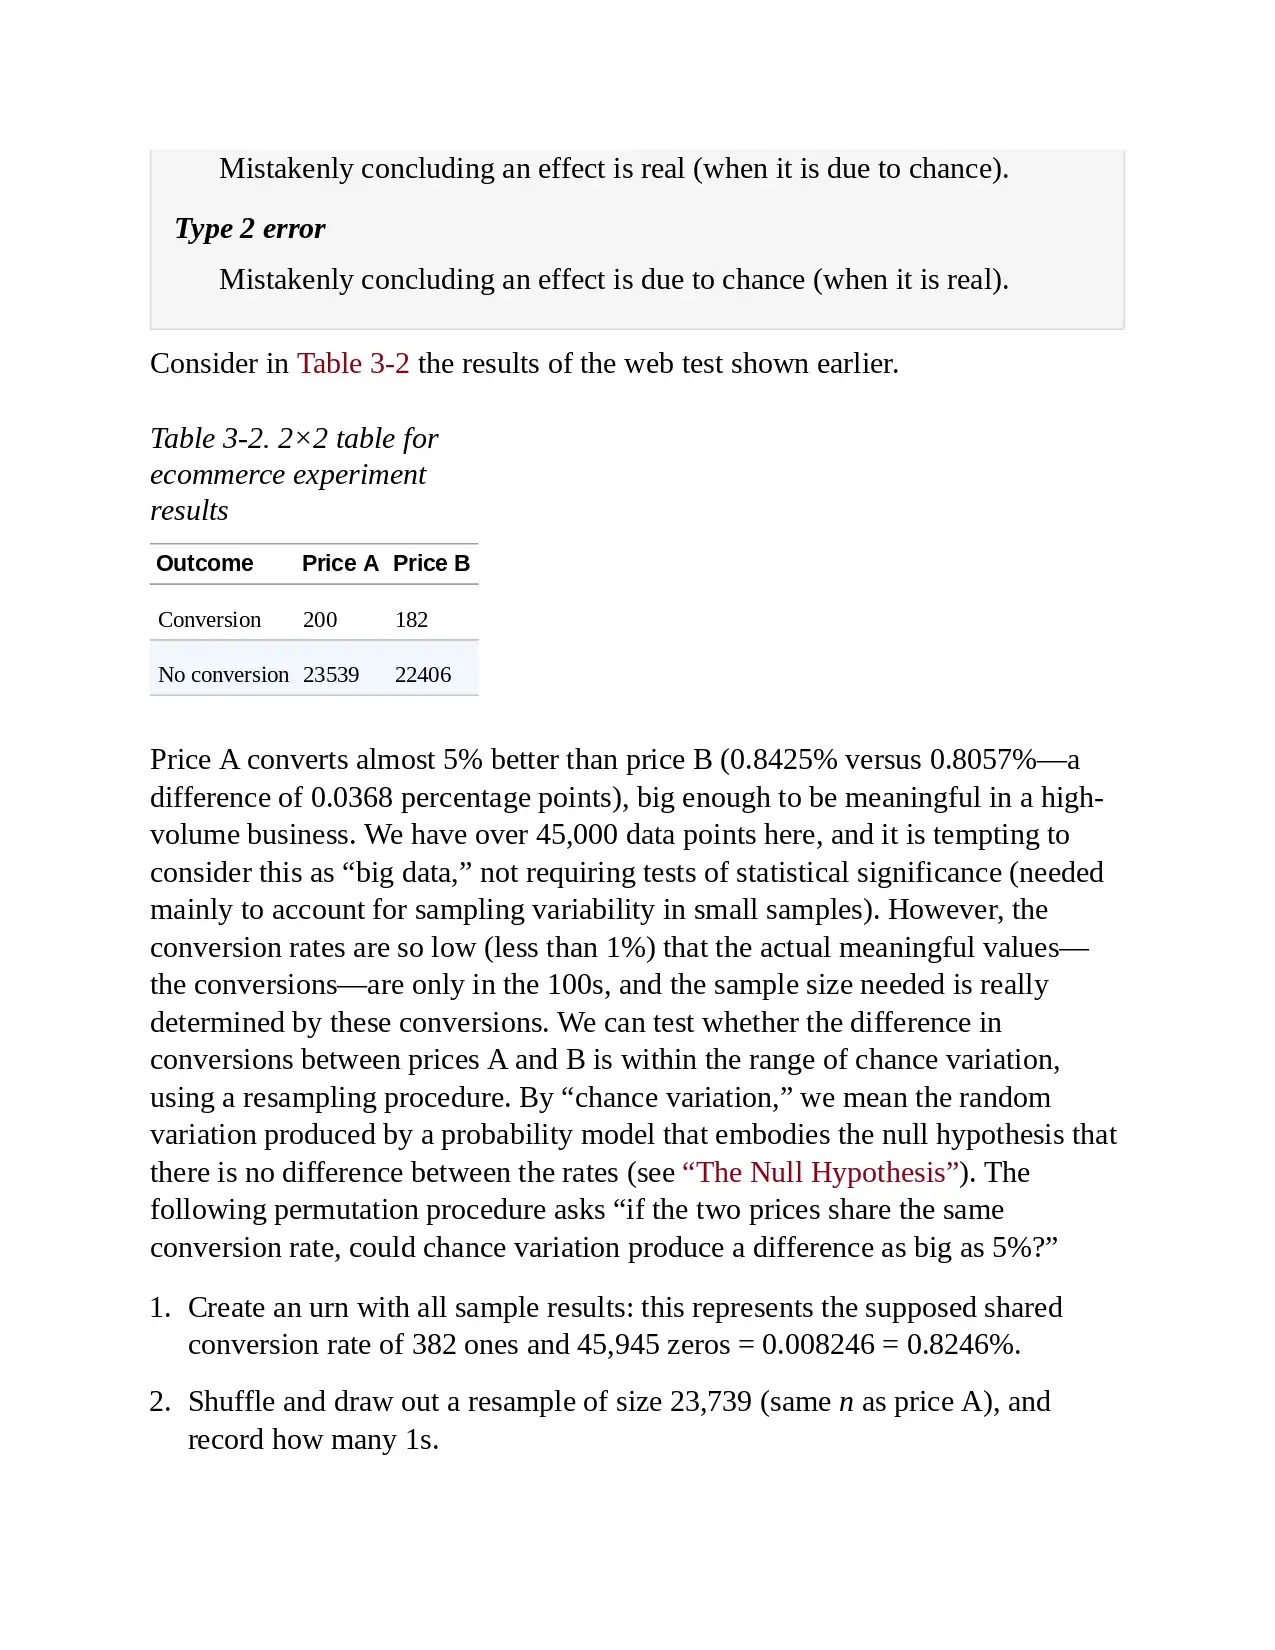 Mistakenly concluding an effect is real (when it is due to chance).
Type 2 error
Mistakenly concluding an effect is due to chance (when it is real).
Consider in Table 3-2 the results of the web test shown earlier.
Table 3-2. 2×2 table for
ecommerce experiment
results
Outcome Price A Price B
Conversion 200 182
No conversion 23539 22406
Price A converts almost 5% better than price B (0.8425% versus 0.8057%—a
difference of 0.0368 percentage points), big enough to be meaningful in a high-
volume business. We have over 45,000 data points here, and it is tempting to
consider this as “big data,” not requiring tests of statistical significance (needed
mainly to account for sampling variability in small samples). However, the
conversion rates are so low (less than 1%) that the actual meaningful values—
the conversions—are only in the 100s, and the sample size needed is really
determined by these conversions. We can test whether the difference in
conversions between prices A and B is within the range of chance variation,
using a resampling procedure. By “chance variation,” we mean the random
variation produced by a probability model that embodies the null hypothesis that
there is no difference between the rates (see “The Null Hypothesis”). The
following permutation procedure asks “if the two prices share the same
conversion rate, could chance variation produce a difference as big as 5%?”
1. Create an urn with all sample results: this represents the supposed shared
conversion rate of 382 ones and 45,945 zeros = 0.008246 = 0.8246%.
2. Shuffle and draw out a resample of size 23,739 (same n as price A), and
record how many 1s.